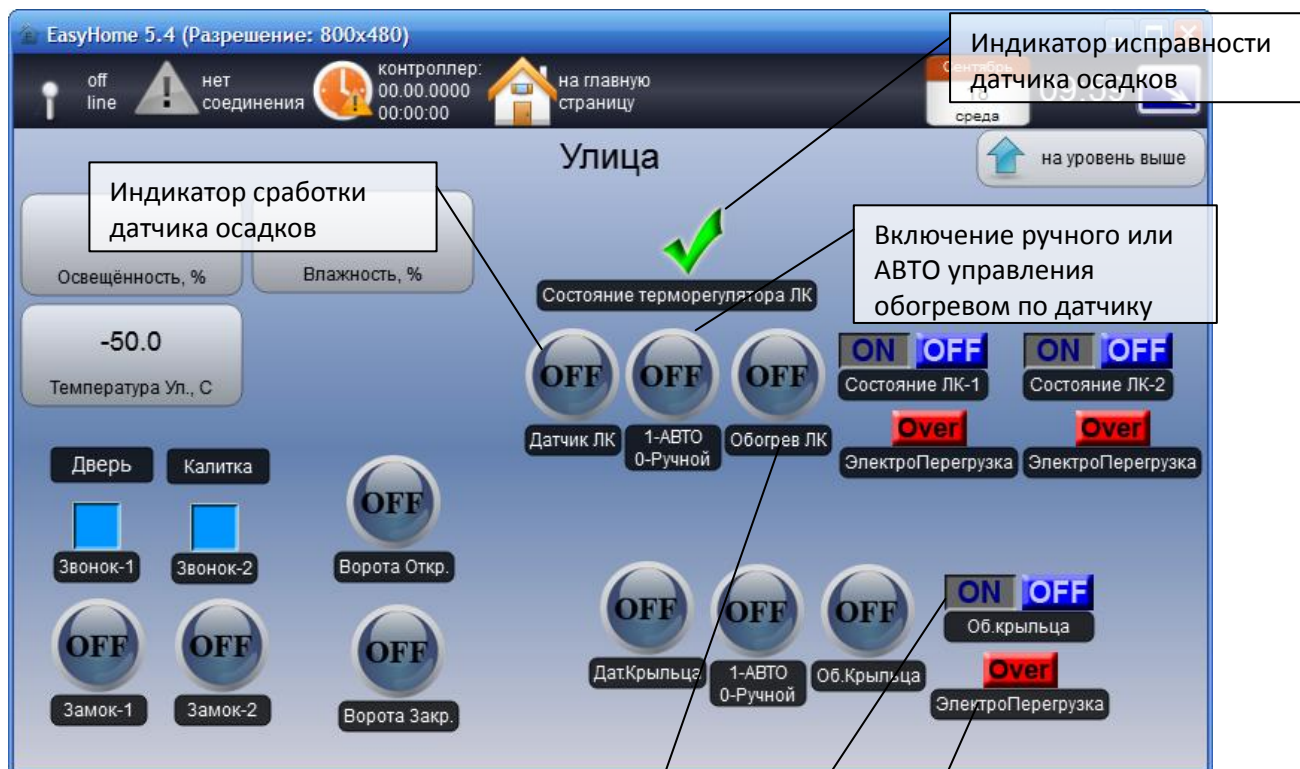 EasyHome 5.4 (Разрешение: 800x480)
Индикатор исправности
датчика осадков
off
line
нет
соединения
контроллер:
00.00.0000
00:00:00
на главную
страницу
Сентябрь
среда
Улица
на уровень выше
Индикатор сработки
датчика осадков
Включение ручного или
АВТО управления
обогревом по датчику
Освещённость, %
Влажность, %
Состояние терморегулятора ЛК
-50.0
Температура Ул., С
OFF
OFF
OFF
ON OFF
ON OFF
Состояние ЛК-1
Состояние ЛК-2
Датчик ЛК
1-АВТО
0-Ручной
Обогрев ЛК
Over
Over
ЭлектроПерегрузка
ЭлектроПерегрузка
Дверь
Калитка
OFF
Звонок-1
Звонок-2
Ворота Откр.
OFF
OFF
OFF
Замок-1
Замок-2
Ворота Закр.
OFF
OFF
OFF
ON OFF
Об.крыльца
Дат.Крыльца
1-АВТО
0-Ручной
Об.Крыльца
Over
ЭлектроПерегрузка